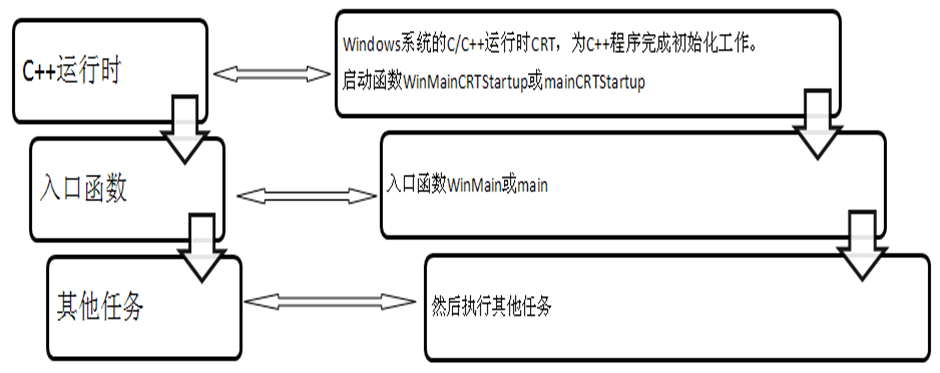 C++运行时
Windows系统的C/C++运行时CRT，为C++程序完成初始化工作。
启动函数WinMainCRTStartup或mainCRTStartup
入口函数
入口函数WinMain或main
其他任务
然后执行其他任务